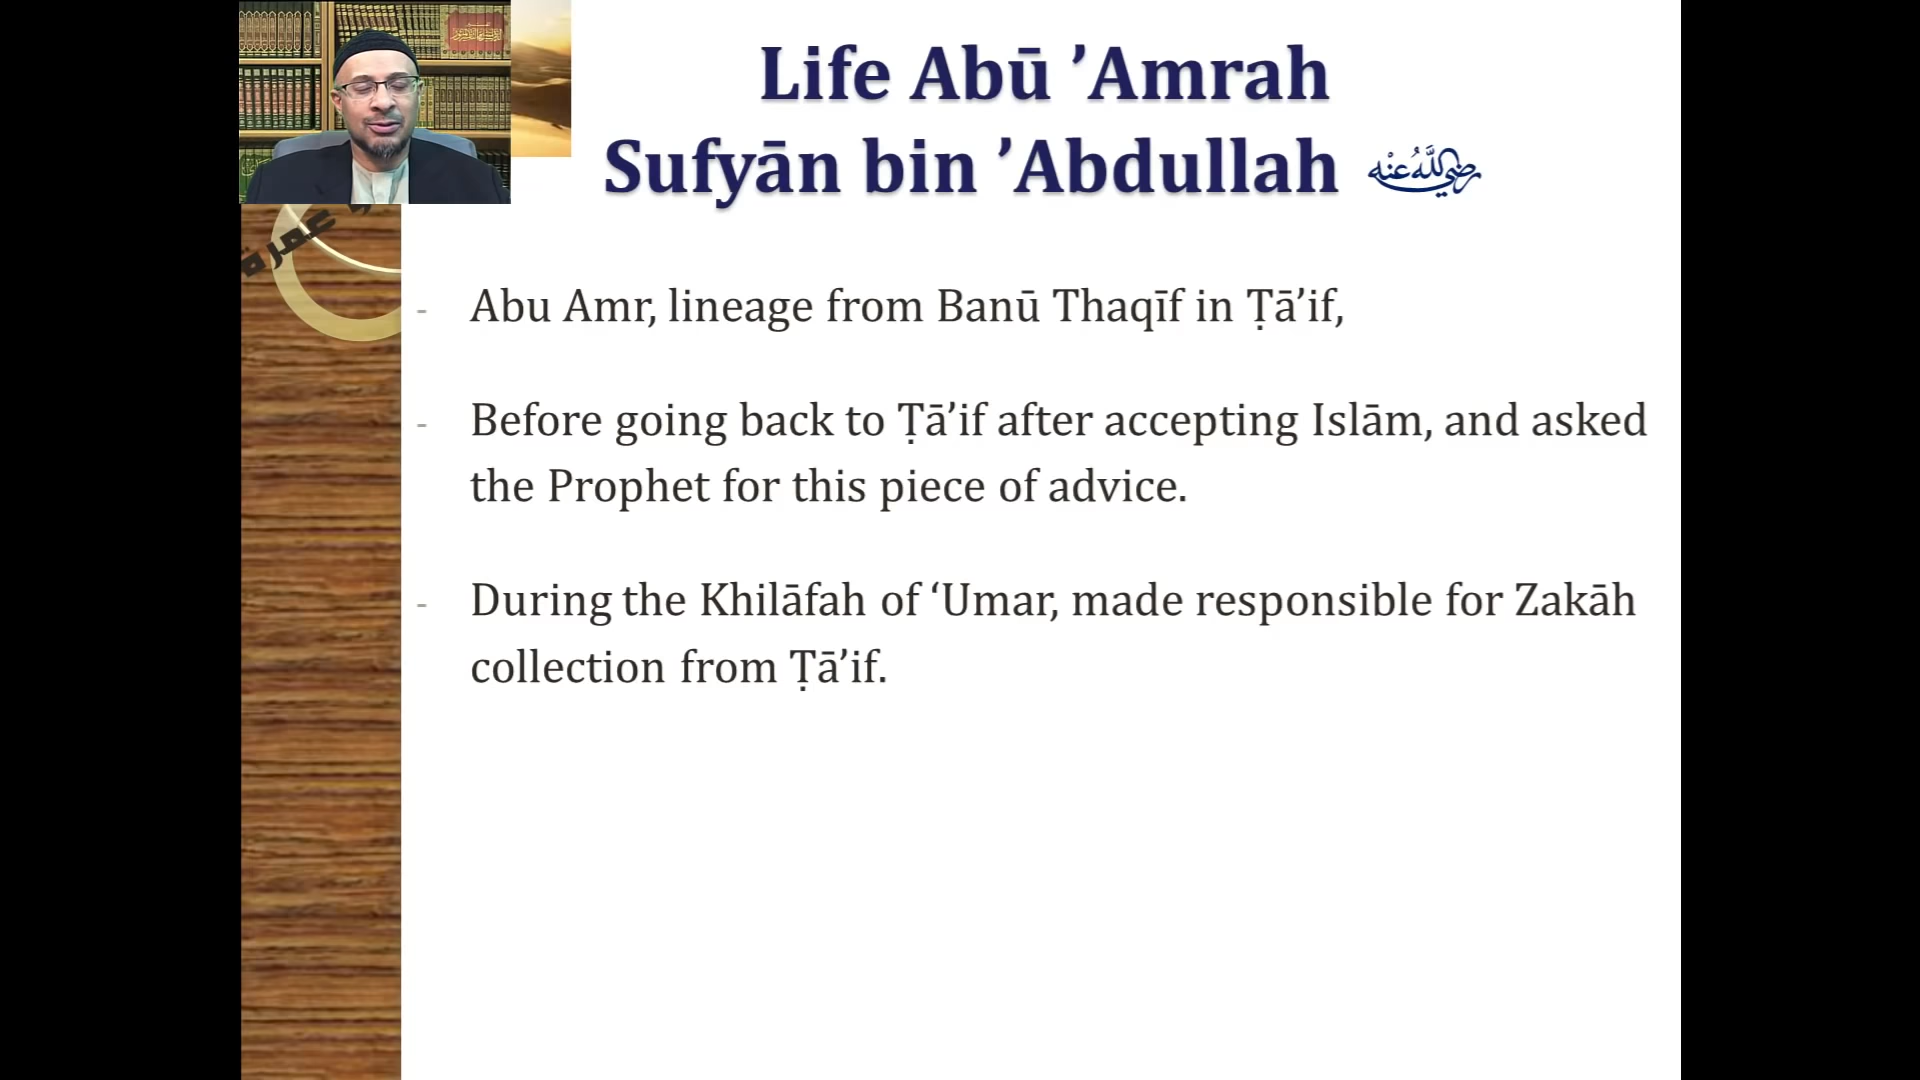 Life Abū ’Amrah
Sufyān bin ’Abdullah رضي الله عنه
عمرة
- Abu Amr, lineage from Banū Thaqīf in Ṭā’if,
- Before going back to Ṭā’if after accepting Islām, and asked
the Prophet for this piece of advice.
- During the Khilāfah of ‘Umar, made responsible for Zakāh
collection from Ṭā’if.